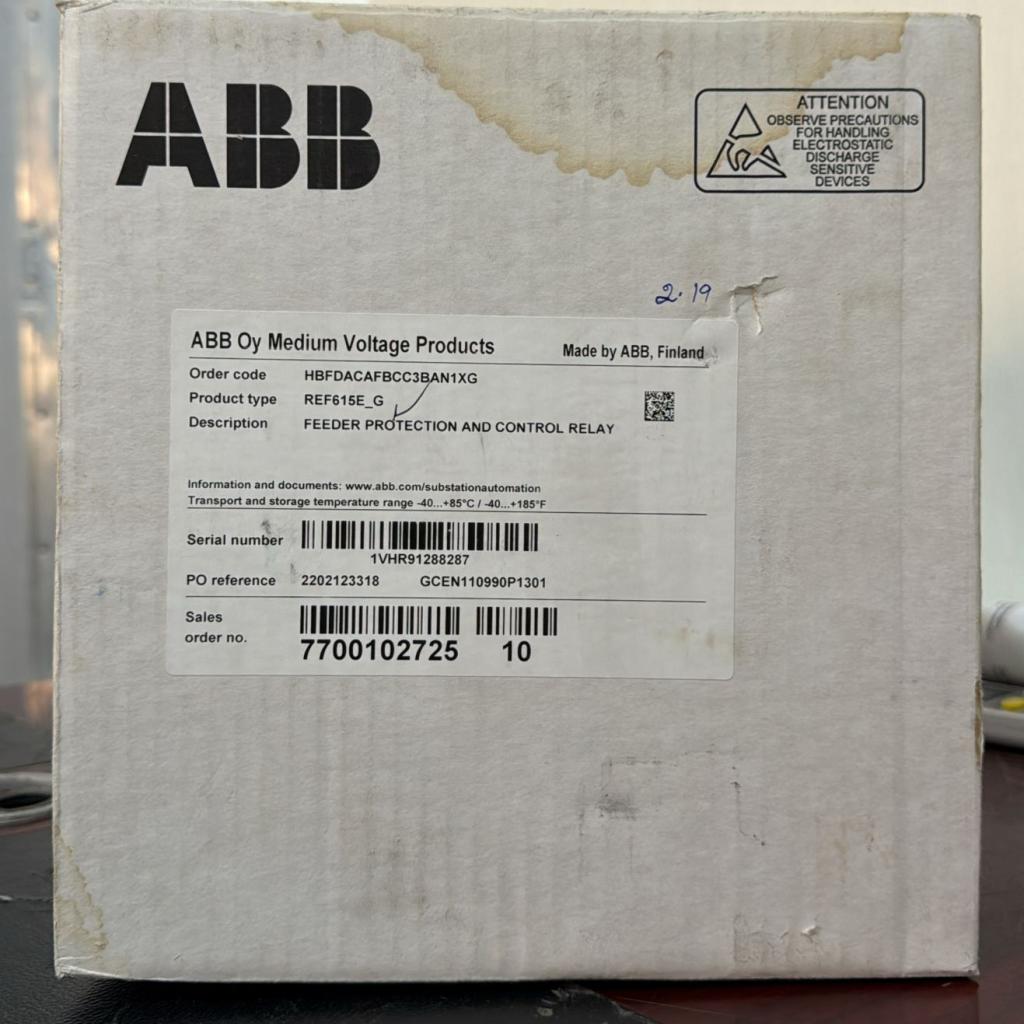 ABB
ATTENTION
OBSERVE PRECAUTIONS
FOR HANDLING
ELECTROSTATIC
DISCHARGE
SENSITIVE
DEVICES
2.19
ABB Oy Medium Voltage Products Made by ABB, Finland
Order code HBFDACAFBCC3BAN1XG
Product type REF615E_G
Description FEEDER PROTECTION AND CONTROL RELAY
Information and documents: www.abb.com/substationautomation
Transport and storage temperature range -40...+85°C / -40...+185°F
Serial number
1VHR91288287
PO reference 2202123318 GCEN110990P1301
Sales
order no.
7700102725 10